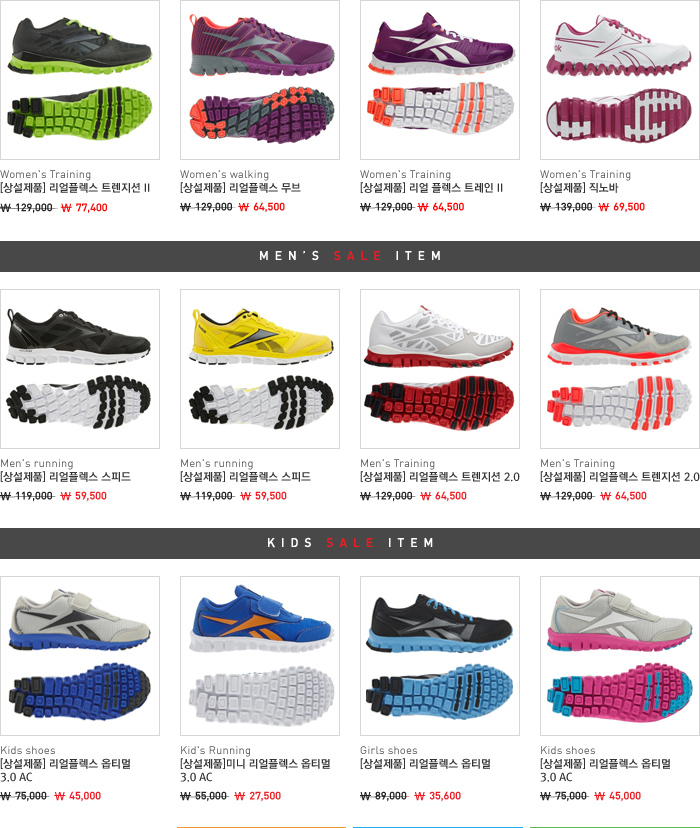 ok
Women's Training
[상설제품] 리얼플렉스 트렌지션 II
₩ 129,000 ₩ 77,400
Women's walking
[상설제품] 리얼플렉스 무브
₩ 129,000 ₩ 64,500
Women's Training
[상설제품] 리얼 플렉스 트레인 II
₩ 129,000 ₩ 64,500
Women's Training
[상설제품] 직노바
₩ 139,000 ₩ 69,500
MEN'S SALE ITEM
Men's running
[상설제품] 리얼플렉스 스피드
₩ 119,000 ₩ 59,500
Men's running
[상설제품] 리얼플렉스 스피드
₩ 119,000 ₩ 59,500
Men's Training
[상설제품] 리얼플렉스 트렌지션 2.0
₩ 129,000 ₩ 64,500
Men's Training
[상설제품] 리얼플렉스 트렌지션 2.0
₩ 129,000 ₩ 64,500
KIDS SALE ITEM
Kids shoes
[상설제품] 리얼플렉스 옵티멀
3.0 AC
₩ 75,000 ₩ 45,000
Kid's Running
[상설제품]미니 리얼플렉스 옵티멀
3.0 AC
₩ 55,000 ₩ 27,500
Girls shoes
[상설제품] 리얼플렉스 옵티멀
₩ 89,000 ₩ 35,600
Kids shoes
[상설제품] 리얼플렉스 옵티멀
3.0 AC
₩ 75,000 ₩ 45,000